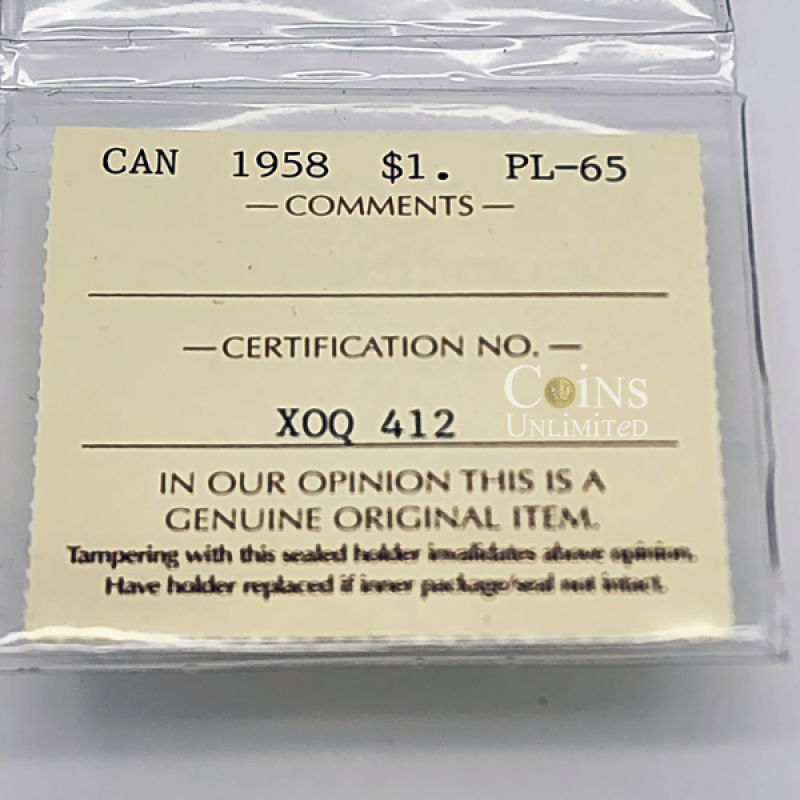 CAN 1958 $1. PL-65
— COMMENTS —
— CERTIFICATION NO. —
XOQ 412
COiNS
UNLIMITeD
IN OUR OPINION THIS IS A
GENUINE ORIGINAL ITEM.
Tampering with this sealed holder invalidates above opinion.
Have holder replaced if inner package/seal not intact.